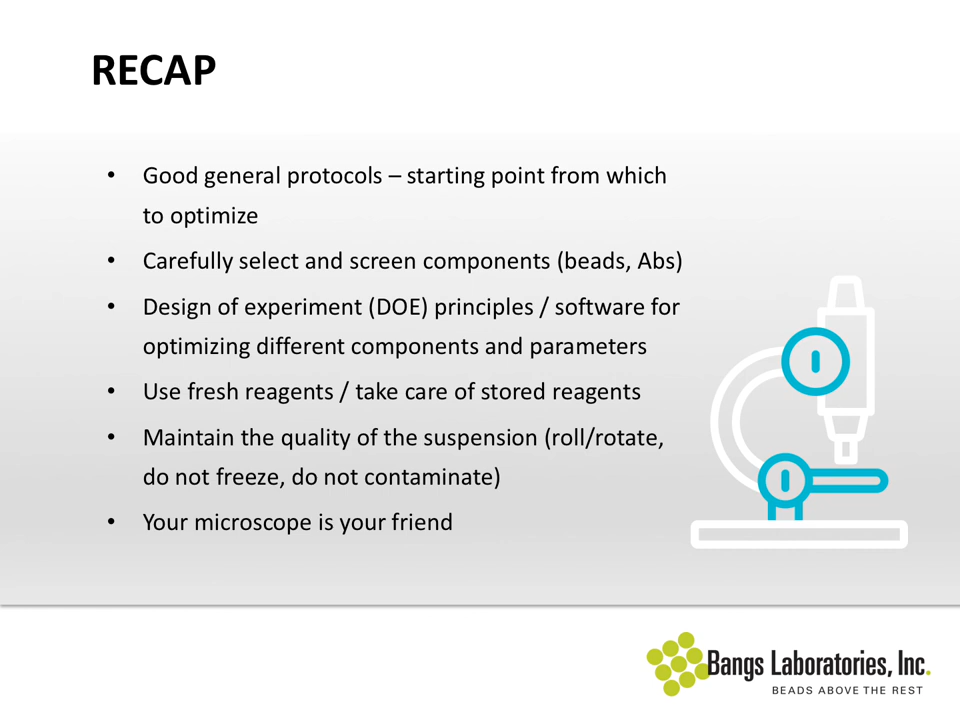 RECAP
• Good general protocols – starting point from which
to optimize
• Carefully select and screen components (beads, Abs)
• Design of experiment (DOE) principles / software for
optimizing different components and parameters
• Use fresh reagents / take care of stored reagents
• Maintain the quality of the suspension (roll/rotate,
do not freeze, do not contaminate)
• Your microscope is your friend
Bangs Laboratories, Inc.
BEADS ABOVE THE REST